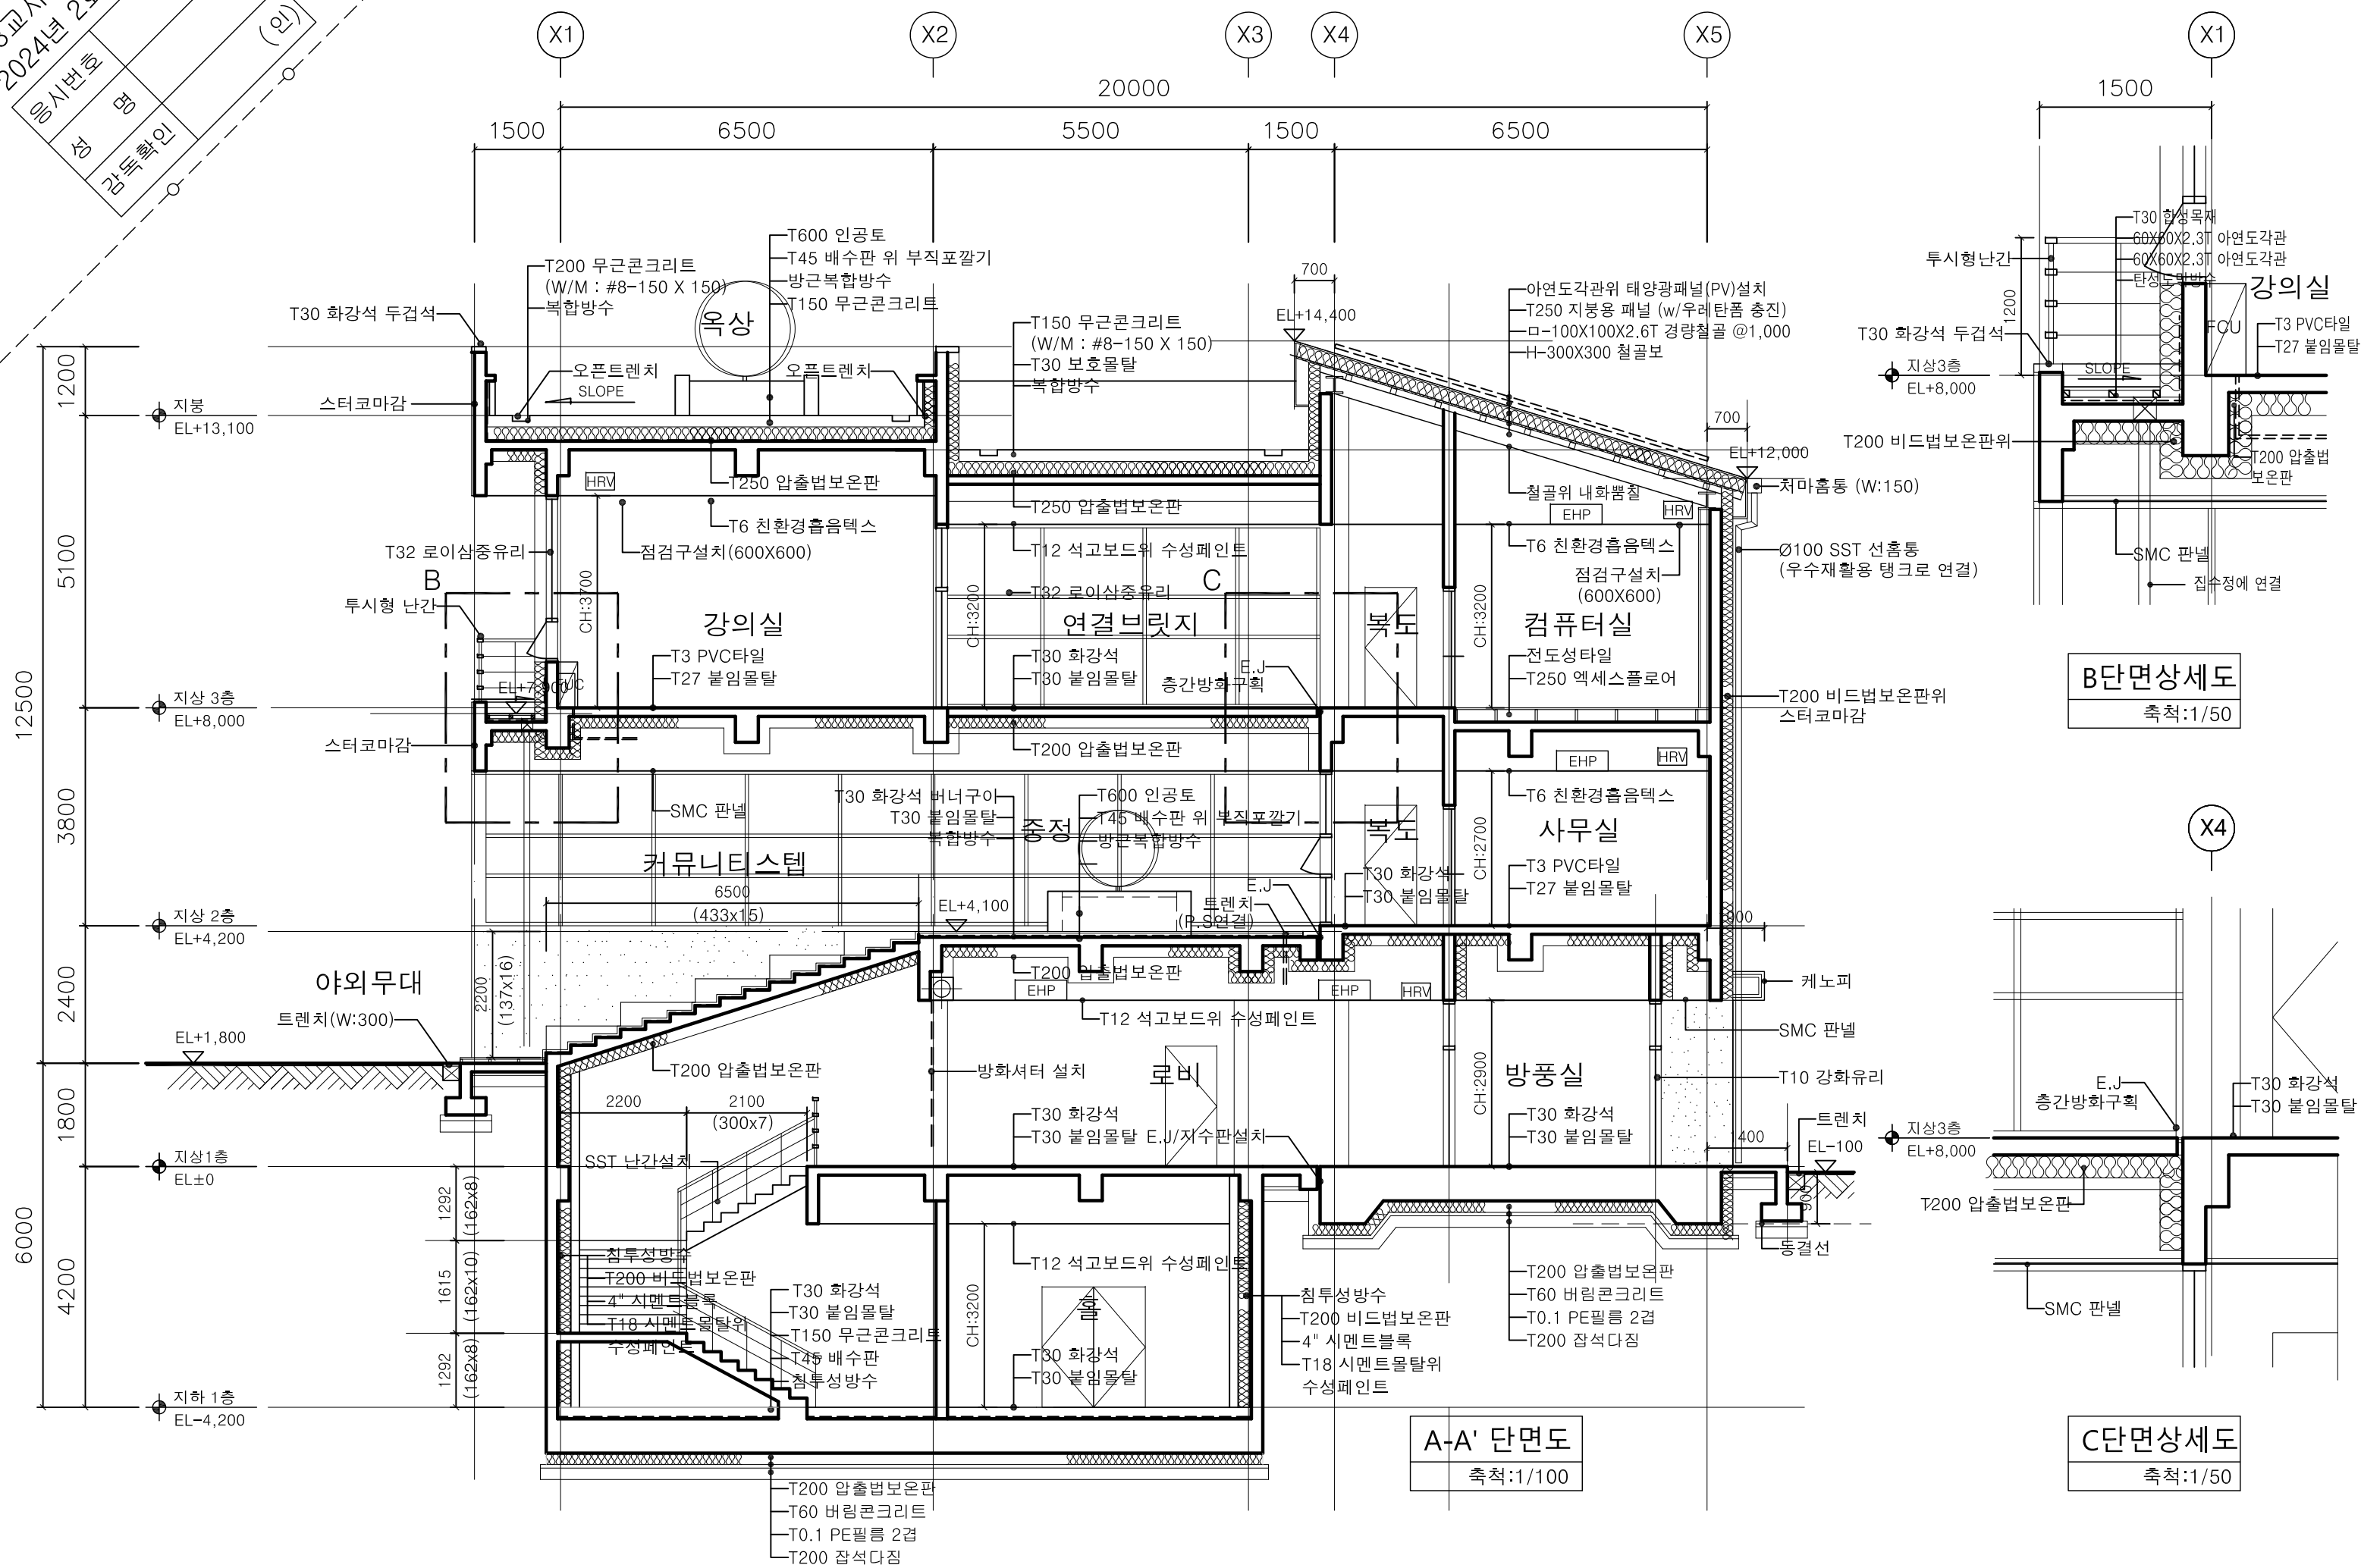 2024년 2
응시번호
성 명
감독확인
(인)
X1
X2
X3
X4
X5
20000
1500
6500
5500
1500
6500
T600 인공토
T45 배수판 위 부직포깔기
방근복합방수
T150 무근콘크리트
T200 무근콘크리트
(W/M : #8-150 X 150)
복합방수
T30 화강석 두겁석
옥상
오픈트렌치
오픈트렌치
SLOPE
스터코마감
T150 무근콘크리트
(W/M : #8-150 X 150)
T30 보호몰탈
복합방수
700
EL+14,400
아연도각관위 태양광패널(PV)설치
T250 지붕용 패널 (w/우레탄폼 충진)
ㅁ-100X100X2.6T 경량철골 @1,000
H-300X300 철골보
700
EL+12,000
처마홈통 (W:150)
1200
지붕
EL+13,100
HRV
T250 압출법보온판
T250 압출법보온판
철골위 내화뿜칠
EHP
HRV
T6 친환경흡음텍스
T12 석고보드위 수성페인트
T6 친환경흡음텍스
T32 로이삼중유리
점검구설치(600X600)
점검구설치
(600X600)
Ø100 SST 선홈통
(우수재활용 탱크로 연결)
5100
B
C
CH:3700
CH:3200
CH:3200
투시형 난간
T32 로이삼중유리
강의실
연결브릿지
복도
컴퓨터실
T3 PVC타일
T27 붙임몰탈
T30 화강석
T30 붙임몰탈
E.J
층간방화구획
전도성타일
T250 엑세스플로어
EL+7,900
T200 비드법보온판위
스터코마감
12500
지상 3층
EL+8,000
스터코마감
T200 압출법보온판
EHP
HRV
SMC 판넬
T6 친환경흡음텍스
3800
T30 화강석 버너구이
T30 붙임몰탈
복합방수
중정
T600 인공토
T45 배수판 위 부직포깔기
방근복합방수
복도
사무실
CH:2700
커뮤니티스텝
6500
(433x15)
T30 화강석
T30 붙임몰탈
T3 PVC타일
T27 붙임몰탈
E.J
트렌치
(P.S연결)
EL+4,100
지상 2층
EL+4,200
2400
야외무대
트렌치(W:300)
2200
(137x16)
T200 압출법보온판
EHP
EHP
HRV
케노피
T12 석고보드위 수성페인트
SMC 판넬
EL+1,800
T200 압출법보온판
방화셔터 설치
로비
CH:2900
방풍실
T10 강화유리
2200
2100
(300x7)
T30 화강석
T30 붙임몰탈
E.J/지수판설치
T30 화강석
T30 붙임몰탈
1400
트렌치
EL-100
900
동결선
1800
지상1층
EL±0
SST 난간설치
6000
4200
1292
(162x8)
1615
(162x10)
1292
(162x8)
침투성방수
T200 비드법보온판
4" 시멘트블록
T18 시멘트몰탈위
수성페인트
T30 화강석
T30 붙임몰탈
T150 무근콘크리트
T45 배수판
침투성방수
T12 석고보드위 수성페인트
CH:3200
홀
T30 화강석
T30 붙임몰탈
침투성방수
T200 비드법보온판
4" 시멘트블록
T18 시멘트몰탈위
수성페인트
T200 압출법보온판
T60 버림콘크리트
T0.1 PE필름 2겹
T200 잡석다짐
지하 1층
EL-4,200
T200 압출법보온판
T60 버림콘크리트
T0.1 PE필름 2겹
T200 잡석다짐
A-A' 단면도
축척:1/100
X1
1500
T30 합성목재
60X60X2.3T 아연도각관
60X60X2.3T 아연도각관
탄성도막방수
투시형난간
1200
강의실
T30 화강석 두겁석
FCU
T3 PVC타일
T27 붙임몰탈
SLOPE
지상3층
EL+8,000
T200 비드법보온판위
T200 압출법
보온판
SMC 판넬
집수정에 연결
B단면상세도
축척:1/50
X4
E.J
층간방화구획
T30 화강석
T30 붙임몰탈
지상3층
EL+8,000
T200 압출법보온판
SMC 판넬
C단면상세도
축척:1/50